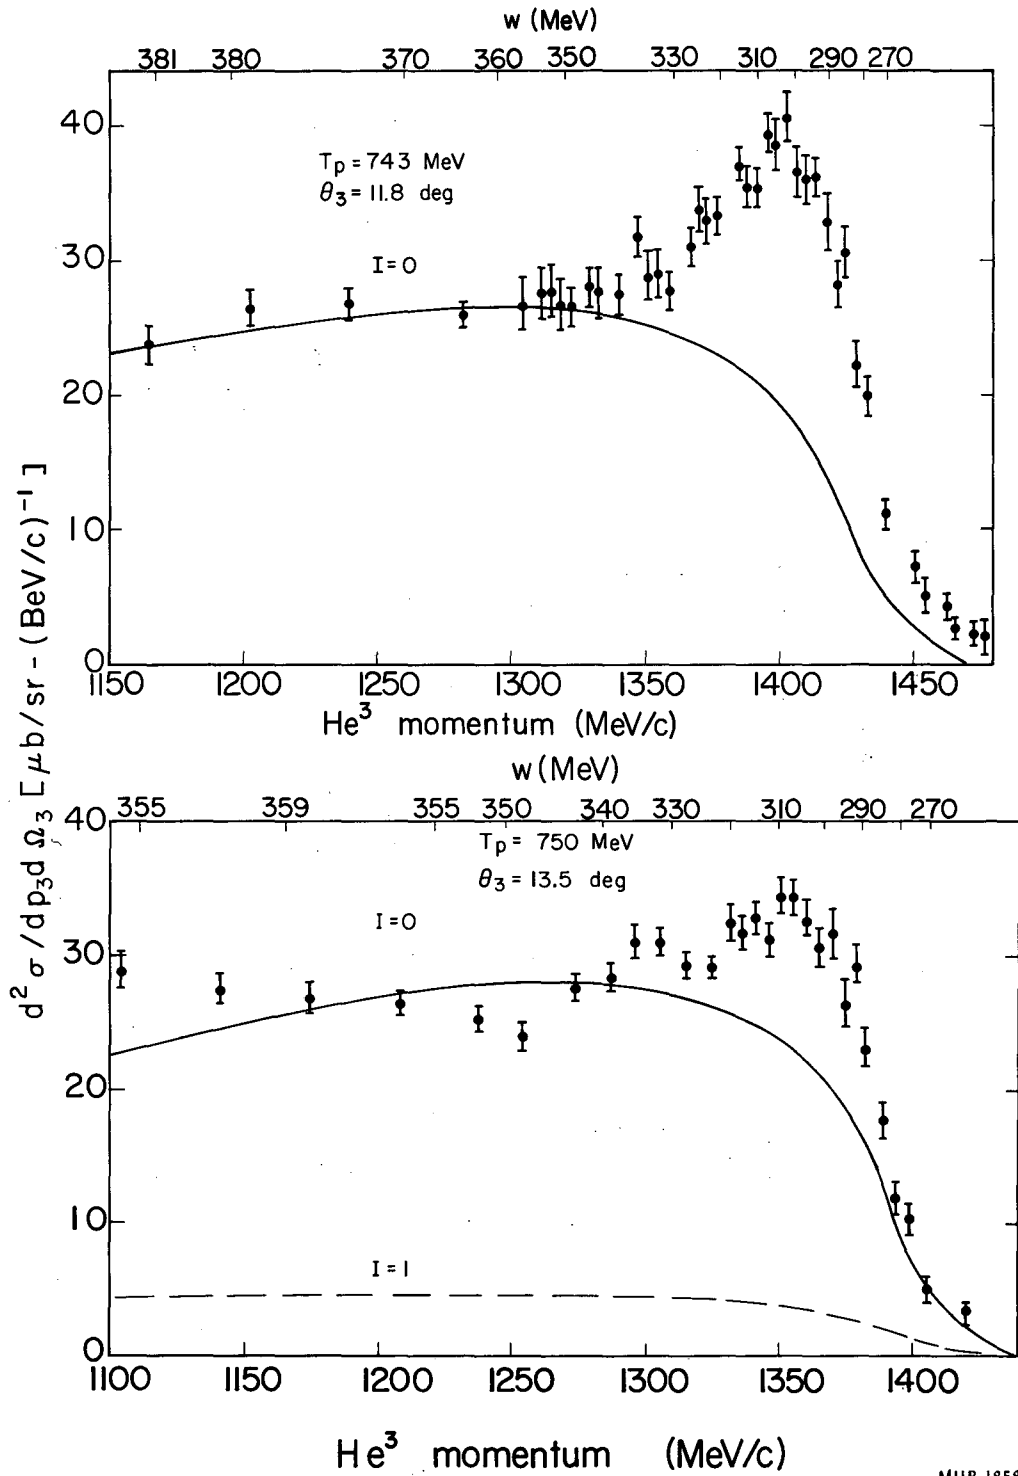 w (MeV)
381 380 370 360 350 330 310 290 270
40
30
20
10
0
T_p = 743 MeV
θ_3 = 11.8 deg
I = 0
1150 1200 1250 1300 1350 1400 1450
He³ momentum (MeV/c)
d² σ /dp₃d Ω₃ [ μb/sr - (BeV/c)⁻¹ ]
w (MeV)
355 359 355 350 340 330 310 290 270
40
30
20
10
0
T_p = 750 MeV
θ_3 = 13.5 deg
I = 0
I = 1
1100 1150 1200 1250 1300 1350 1400
He³ momentum (MeV/c)